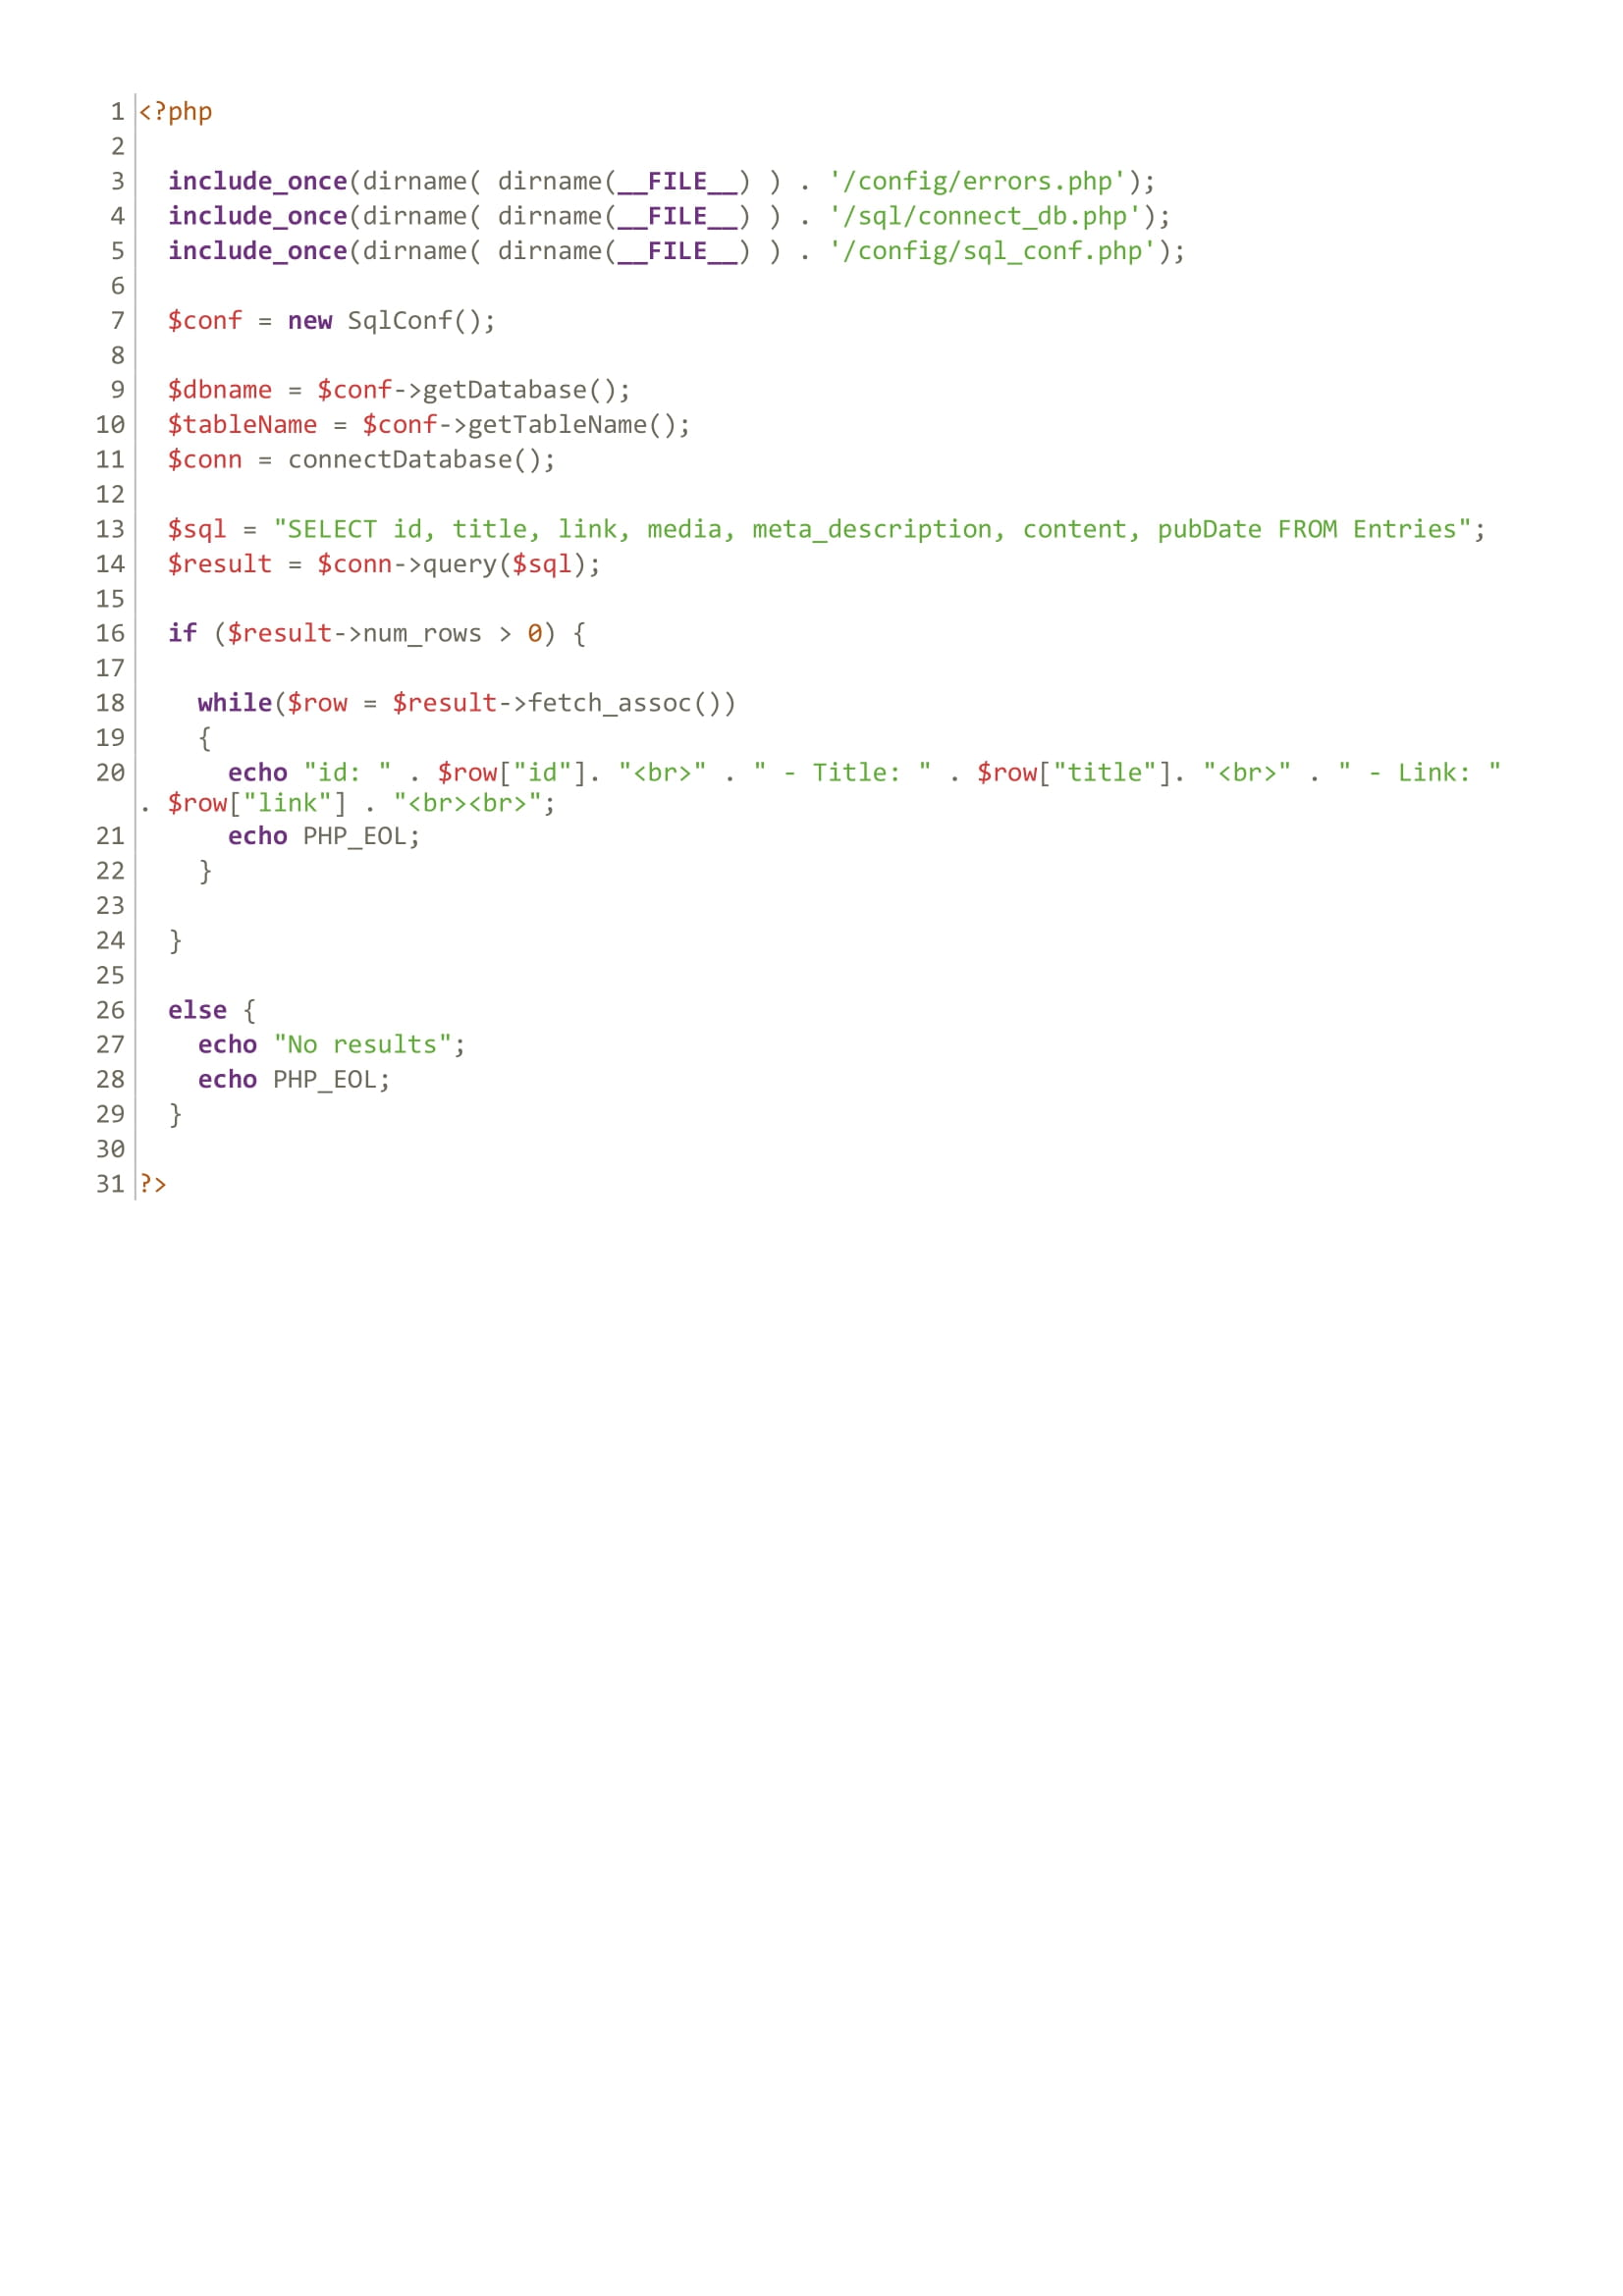 1 <?php
2
3   include_once(dirname( dirname(__FILE__) ) . '/config/errors.php');
4   include_once(dirname( dirname(__FILE__) ) . '/sql/connect_db.php');
5   include_once(dirname( dirname(__FILE__) ) . '/config/sql_conf.php');
6
7   $conf = new SqlConf();
8
9   $dbname = $conf->getDatabase();
10   $tableName = $conf->getTableName();
11   $conn = connectDatabase();
12
13   $sql = "SELECT id, title, link, media, meta_description, content, pubDate FROM Entries";
14   $result = $conn->query($sql);
15
16   if ($result->num_rows > 0) {
17
18     while($row = $result->fetch_assoc())
19     {
20       echo "id: " . $row["id"]. "<br>" . " - Title: " . $row["title"]. "<br>" . " - Link: "
. $row["link"] . "<br><br>";
21       echo PHP_EOL;
22     }
23
24   }
25
26   else {
27     echo "No results";
28     echo PHP_EOL;
29   }
30
31 ?>